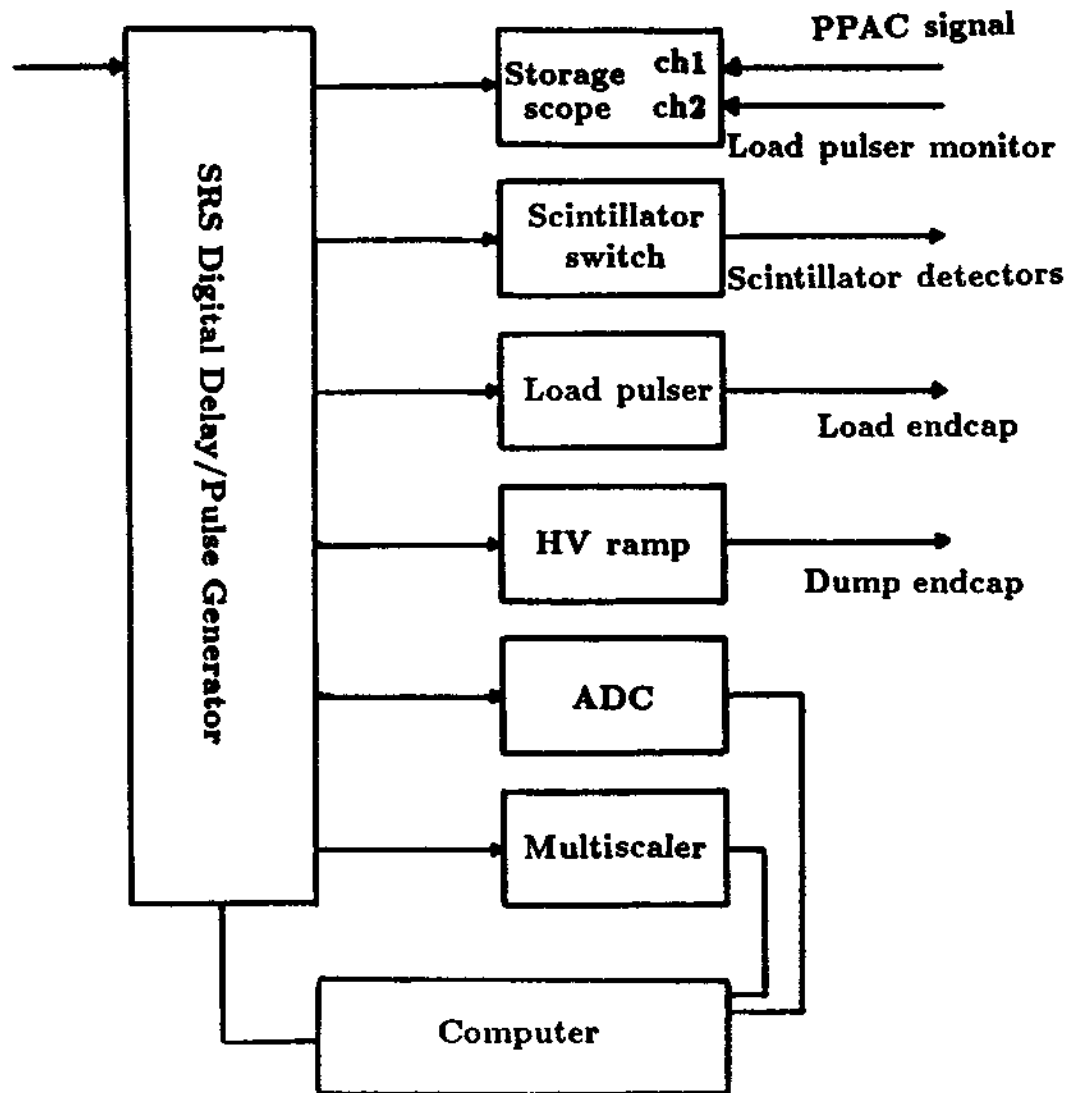 SRS Digital Delay/Pulse Generator
PPAC signal
Storage
scope
ch1
ch2
Load pulser monitor
Scintillator
switch
Scintillator detectors
Load pulser
Load endcap
HV ramp
Dump endcap
ADC
Multiscaler
Computer